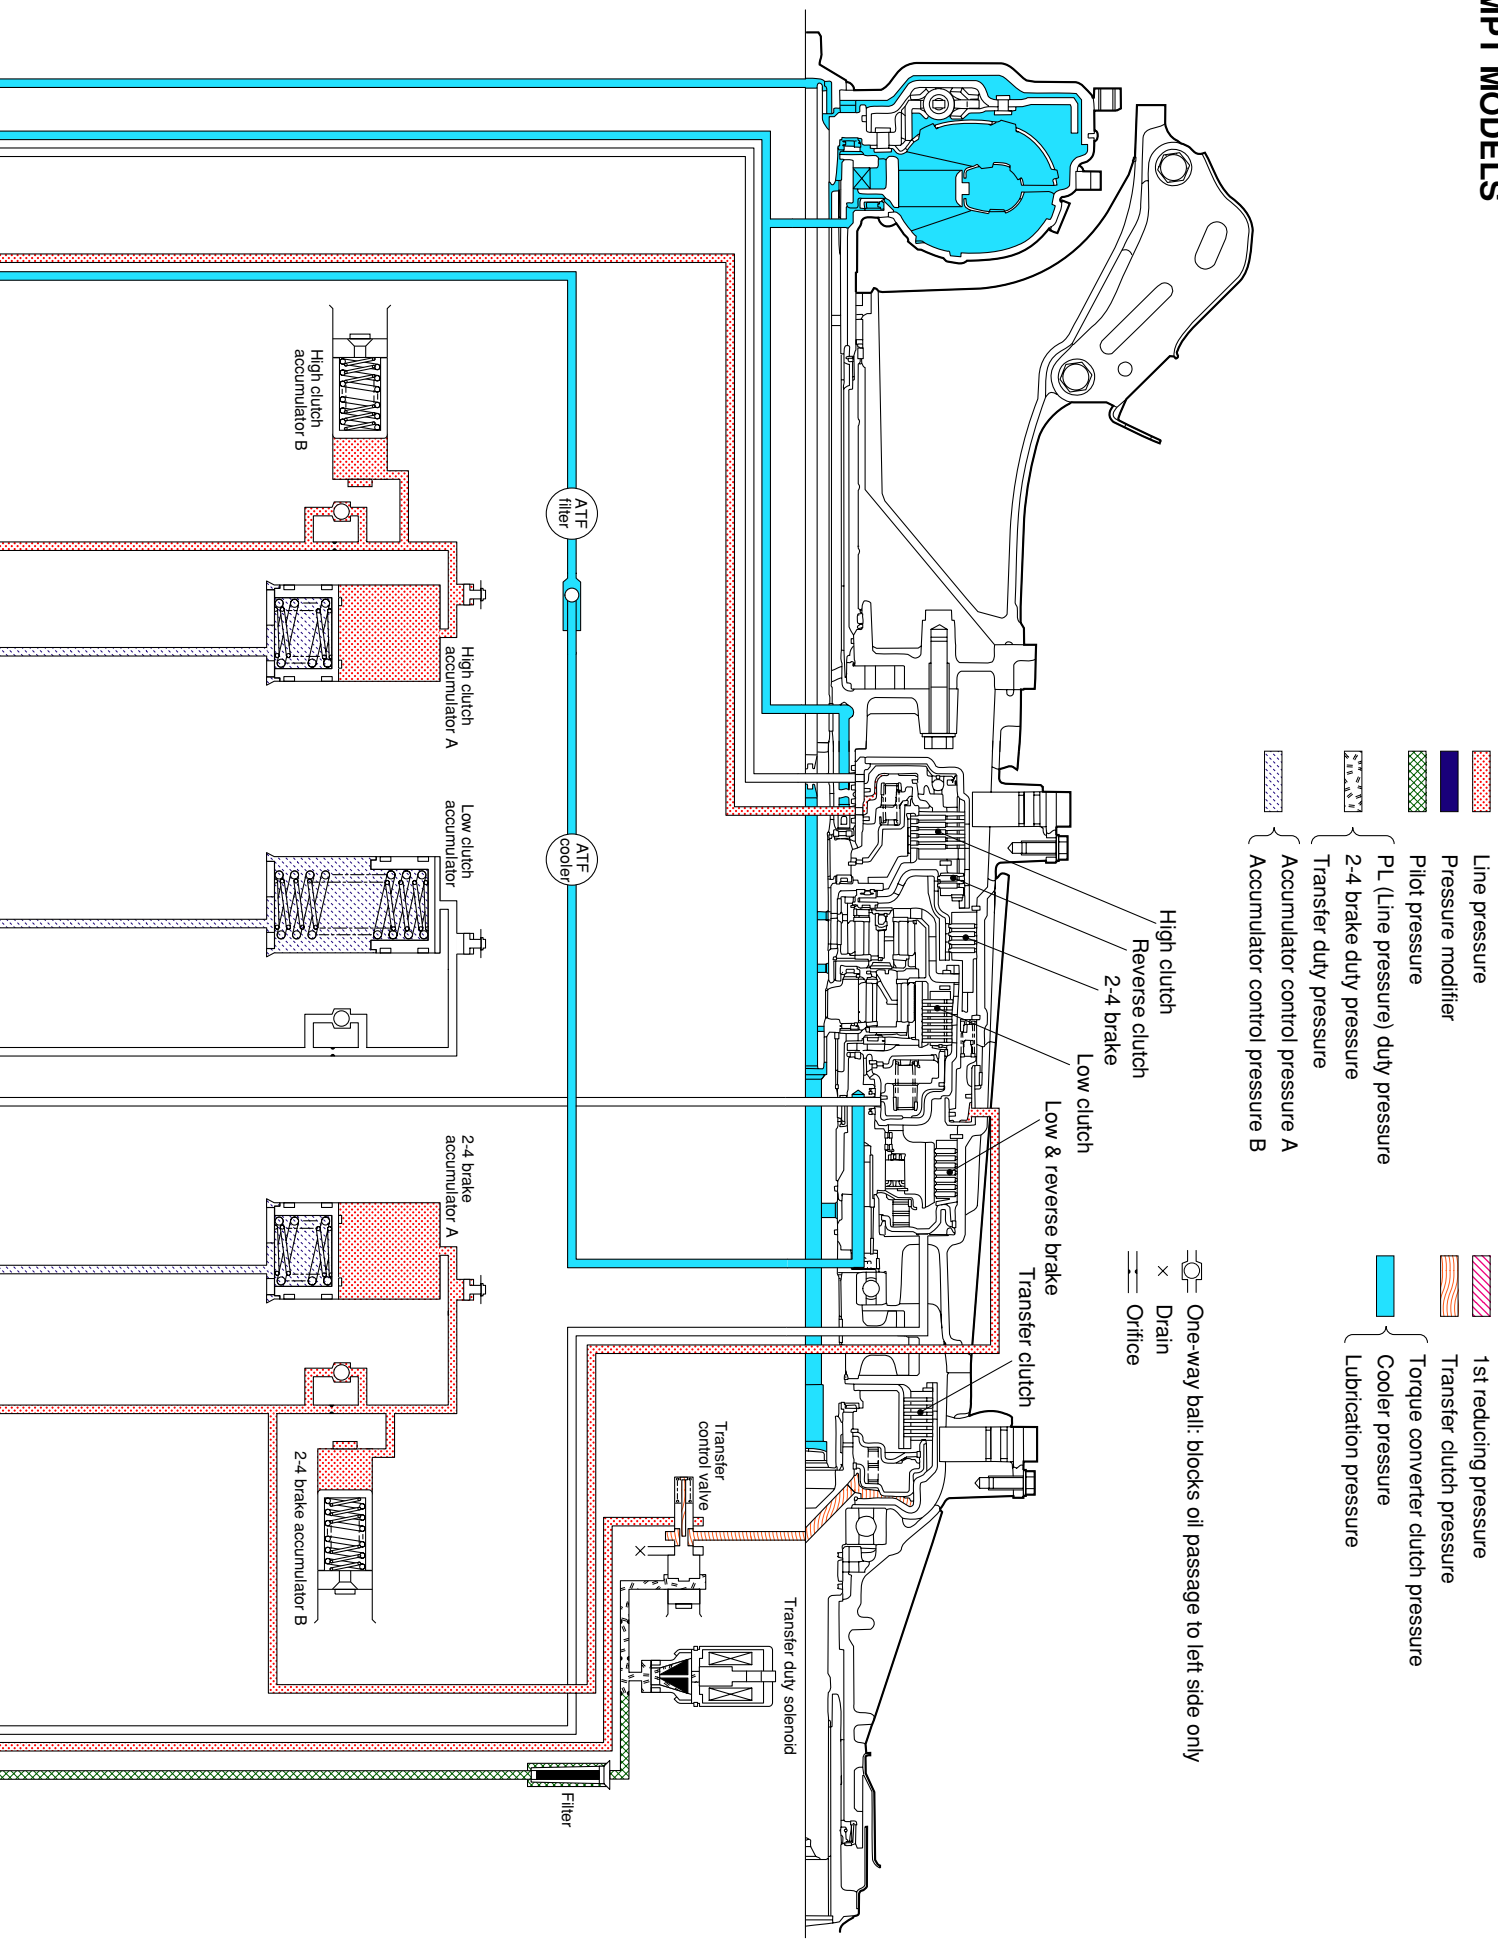 MPT MODELS
Line pressure
Pressure modifier
Pilot pressure
PL (Line pressure) duty pressure
2-4 brake duty pressure
Transfer duty pressure
Accumulator control pressure A
Accumulator control pressure B
1st reducing pressure
Transfer clutch pressure
Torque converter clutch pressure
Cooler pressure
Lubrication pressure
One-way ball: blocks oil passage to left side only
Drain
Orifice
High clutch
Reverse clutch
2-4 brake
Low clutch
Low & reverse brake
Transfer clutch
Transfer duty solenoid
Transfer
control valve
ATF
filter
ATF
cooler
Filter
High clutch
accumulator A
Low clutch
accumulator
2-4 brake
accumulator A
High clutch
accumulator B
2-4 brake accumulator B